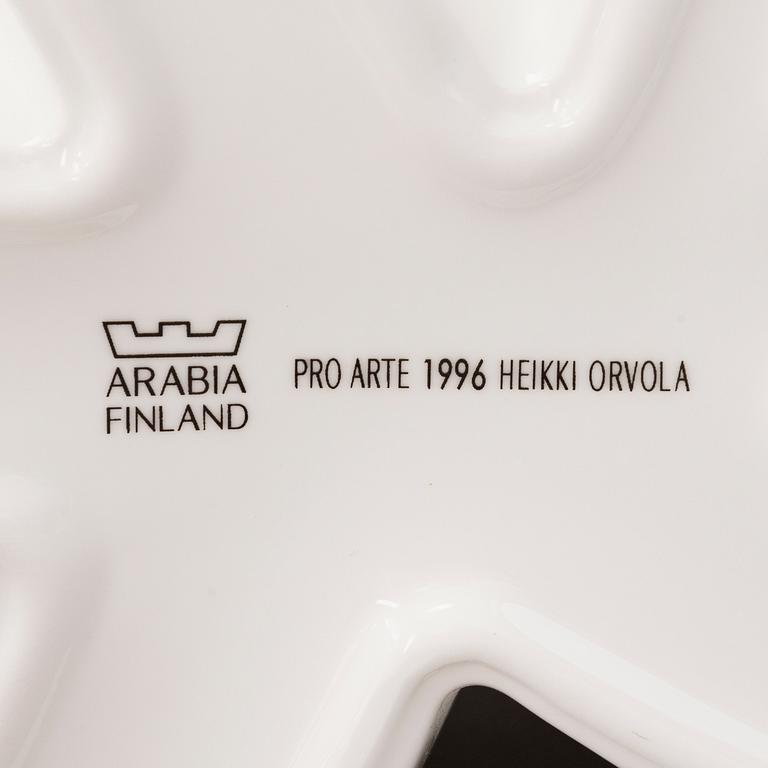 ARABIA
FINLAND
PRO ARTE 1996 HEIKKI ORVOLA